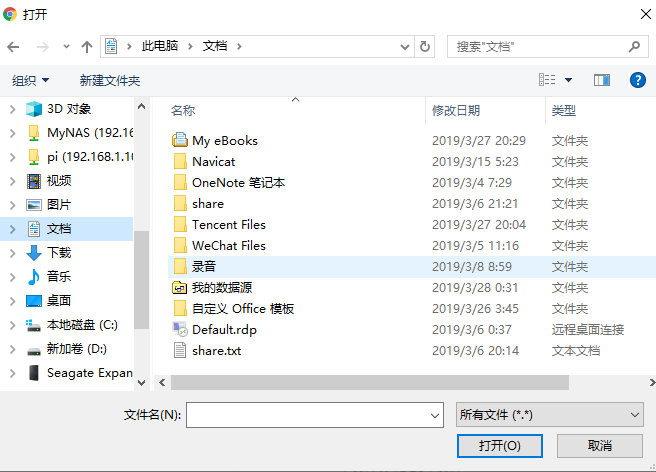 打开
此电脑 文档
搜索"文档"
组织 新建文件夹
名称 修改日期 类型
3D 对象
MyNAS (192.16
pi (192.168.1.10
视频
图片
文档
下载
音乐
桌面
本地磁盘 (C:)
新加卷 (D:)
Seagate Expan
My eBooks 2019/3/27 20:29 文件夹
Navicat 2019/3/15 5:23 文件夹
OneNote 笔记本 2019/3/4 7:29 文件夹
share 2019/3/6 21:21 文件夹
Tencent Files 2019/3/27 20:04 文件夹
WeChat Files 2019/3/5 11:16 文件夹
录音 2019/3/8 8:59 文件夹
我的数据源 2019/3/28 0:31 文件夹
自定义 Office 模板 2019/3/26 3:45 文件夹
Default.rdp 2019/3/6 0:37 远程桌面连接
share.txt 2019/3/6 20:14 文本文档
文件名(N): 所有文件 (*.*)
打开(O) 取消